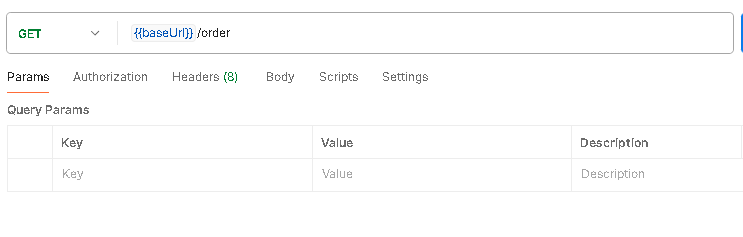 GET {{baseUrl}} /order
Params Authorization Headers (8) Body Scripts Settings
Query Params
Key Value Description
Key Value Description